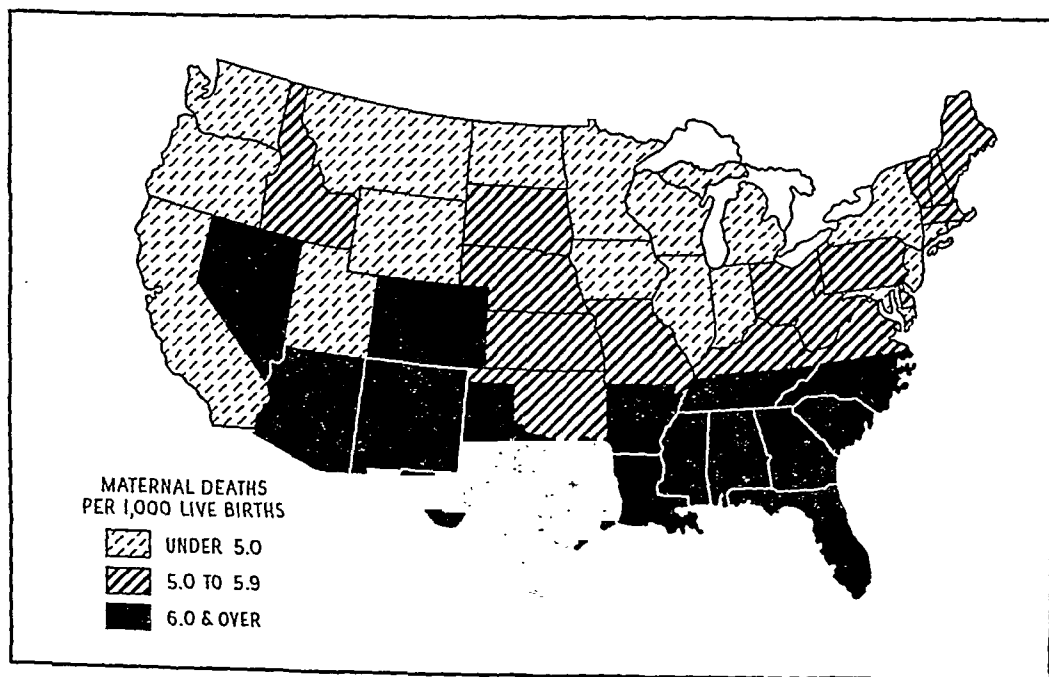 MATERNAL DEATHS
PER 1,000 LIVE BIRTHS
UNDER 5.0
5.0 TO 5.9
6.0 & OVER